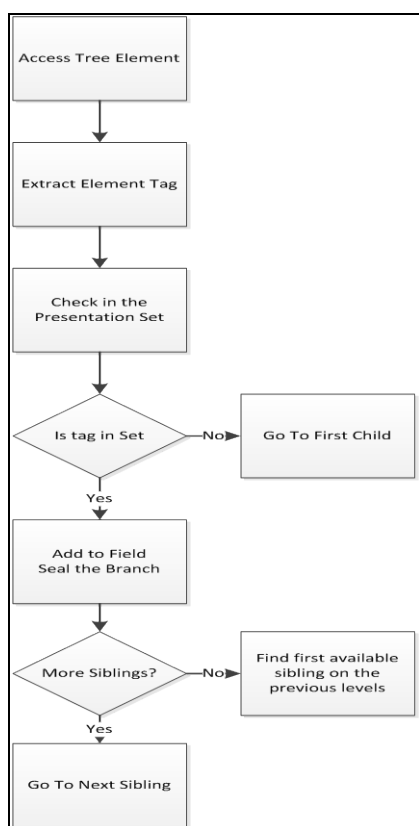 Access Tree Element
Extract Element Tag
Check in the
Presentation Set
Is tag in Set
No
Go To First Child
Yes
Add to Field
Seal the Branch
More Siblings?
No
Find first available
sibling on the
previous levels
Yes
Go To Next Sibling